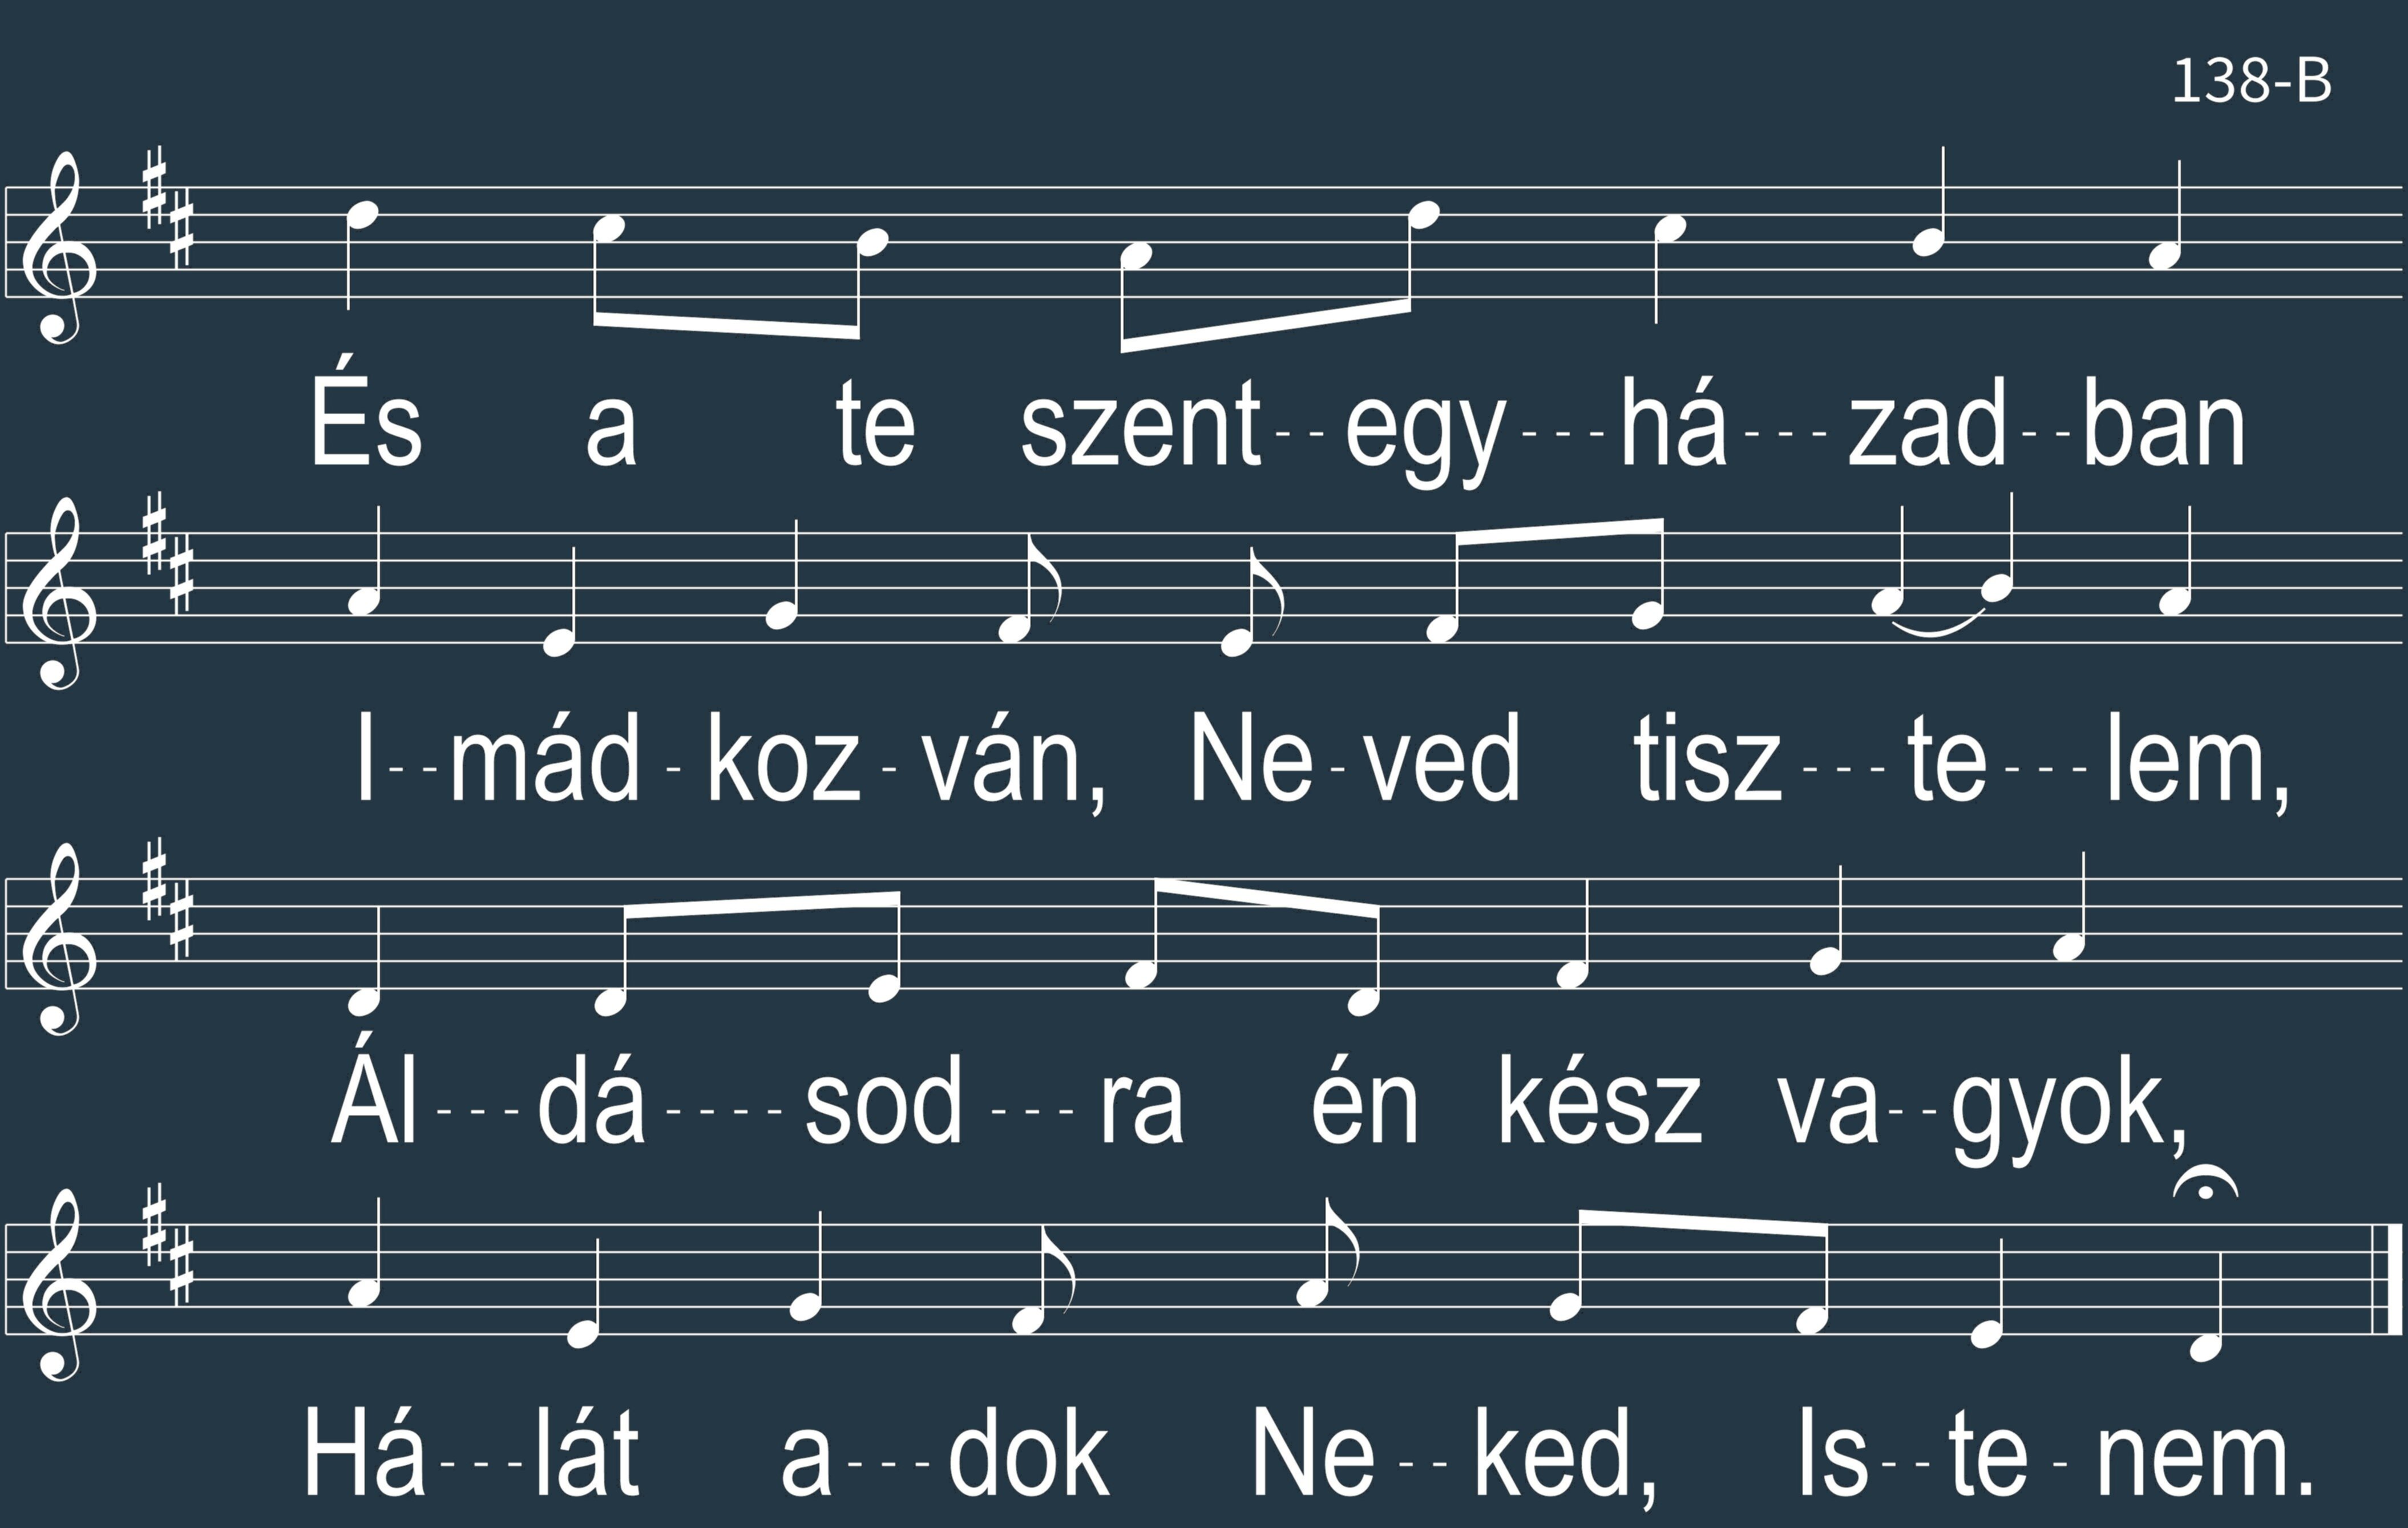 138-B
És a te szent--egy---há---zad--ban
I--mád-koz-ván, Ne-ved tisz---te---lem,
Ál---dá----sod---ra én kész va--gyok,
Há---lát a---dok Ne--ked, Is--te-nem.